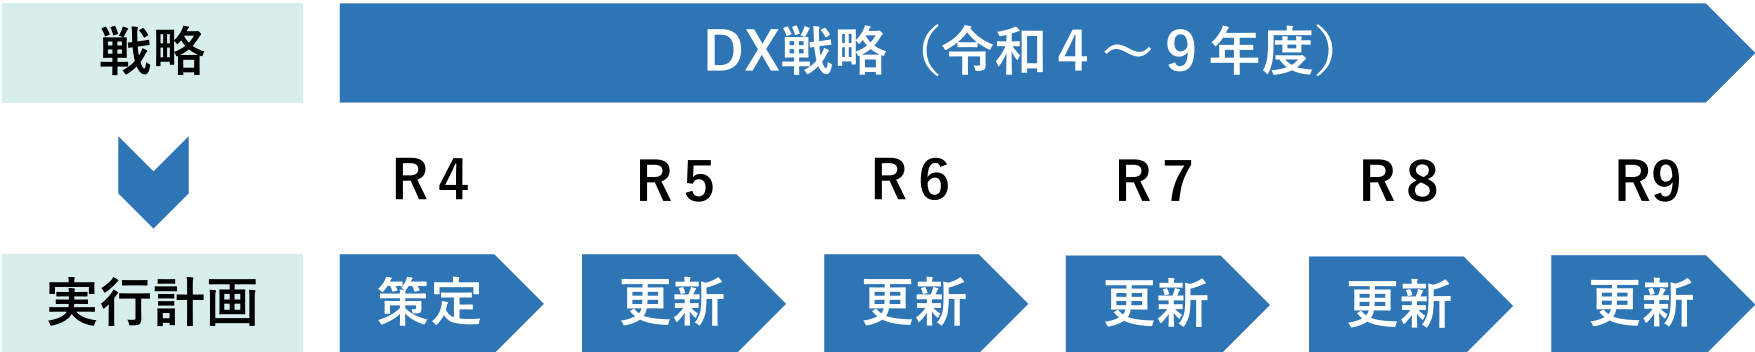 戦略
DX戦略（令和４～９年度）
R４ R５ R６ R７ R８ R9
実行計画
策定 更新 更新 更新 更新 更新